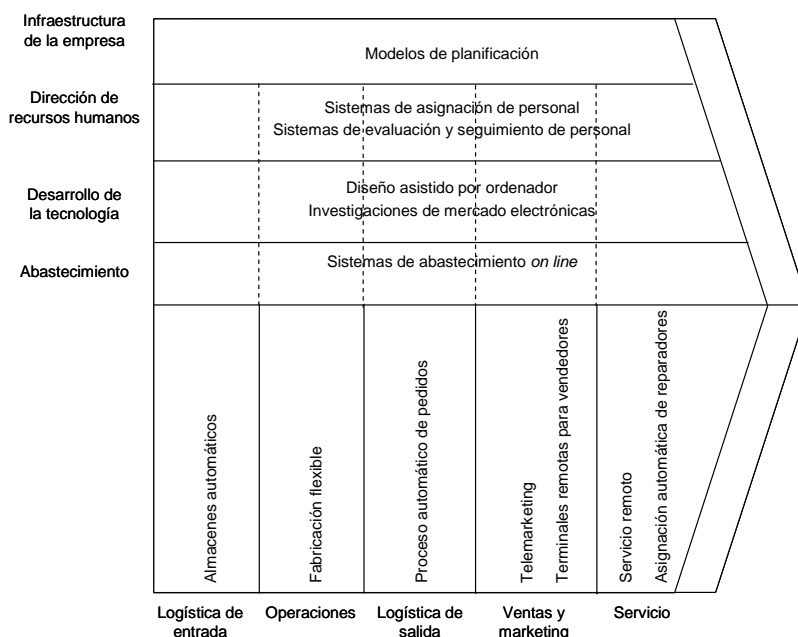 Infraestructura
de la empresa
Modelos de planificación
Dirección de
recursos humanos
Sistemas de asignación de personal
Sistemas de evaluación y seguimiento de personal
Desarrollo de
la tecnología
Diseño asistido por ordenador
Investigaciones de mercado electrónicas
Abastecimiento
Sistemas de abastecimiento on line
Almacenes automáticos
Fabricación flexible
Proceso automático de pedidos
Telemarketing
Terminales remotas para vendedores
Servicio remoto
Asignación automática de reparadores
Logística de
entrada
Operaciones
Logística de
salida
Ventas y
marketing
Servicio